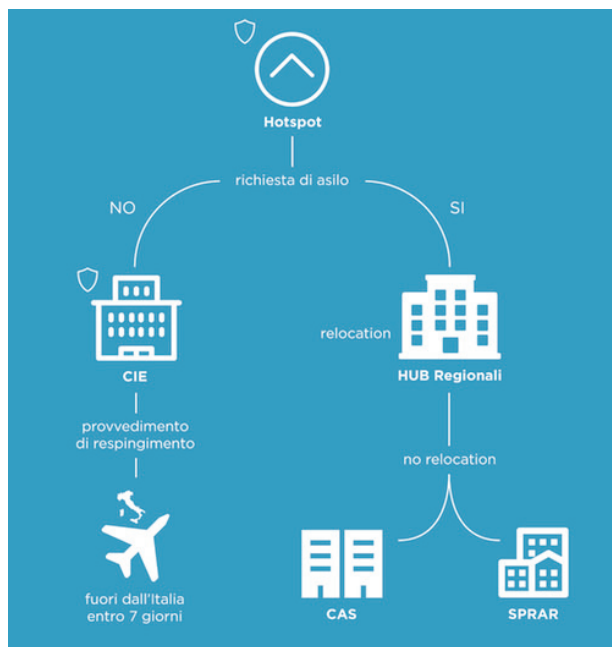 Hotspot
richiesta di asilo
NO
SI
relocation
CIE
HUB Regionali
provvedimento
di respingimento
no relocation
fuori dall'Italia
entro 7 giorni
CAS
SPRAR